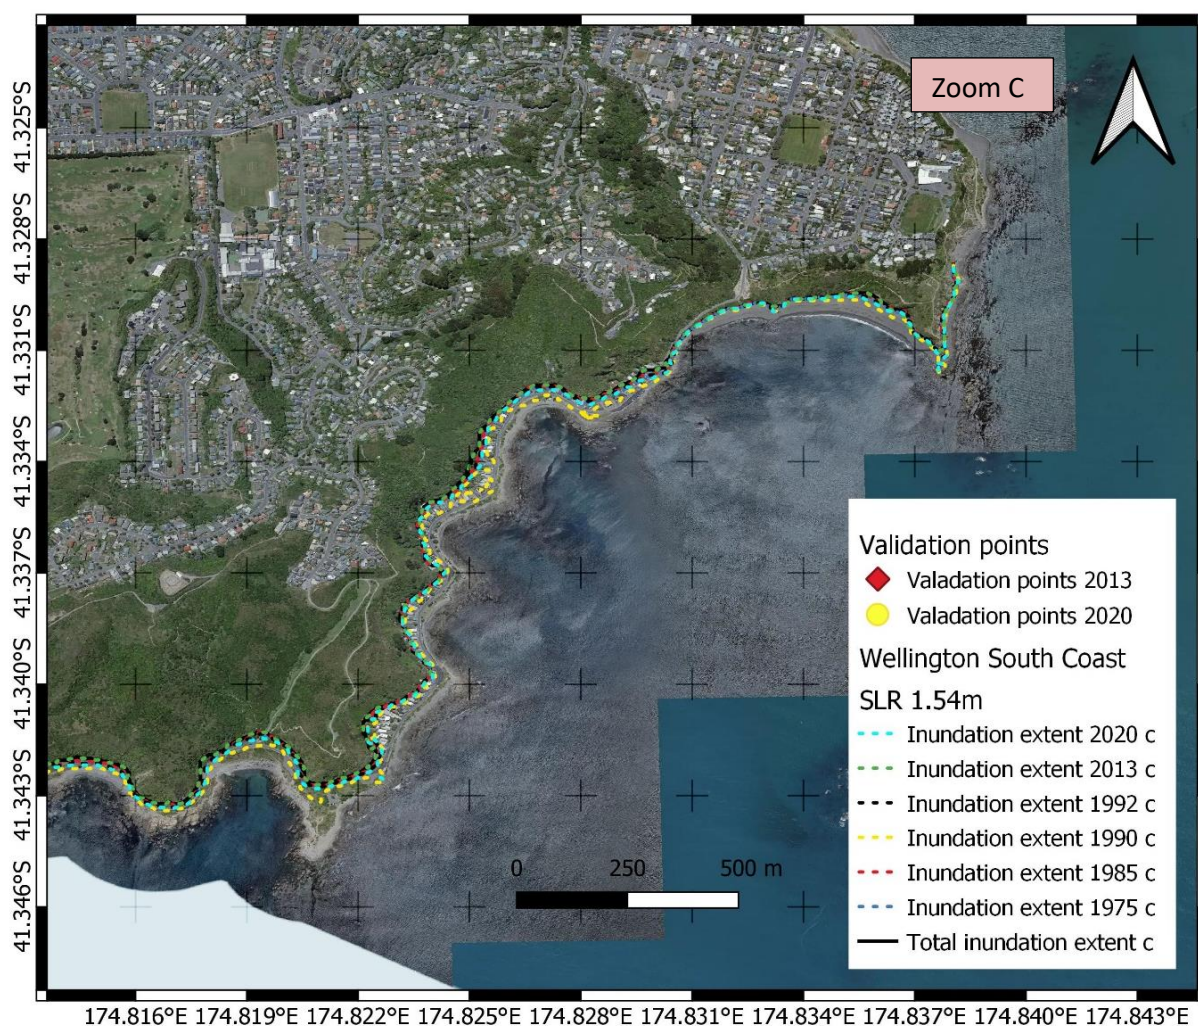 Zoom C
41.325°S
41.328°S
41.331°S
41.334°S
41.337°S
41.340°S
41.343°S
41.346°S
Validation points
Valadation points 2013
Valadation points 2020
Wellington South Coast
SLR 1.54m
Inundation extent 2020 c
Inundation extent 2013 c
Inundation extent 1992 c
Inundation extent 1990 c
Inundation extent 1985 c
Inundation extent 1975 c
Total inundation extent c
0 250 500 m
174.816°E 174.819°E 174.822°E 174.825°E 174.828°E 174.831°E 174.834°E 174.837°E 174.840°E 174.843°E